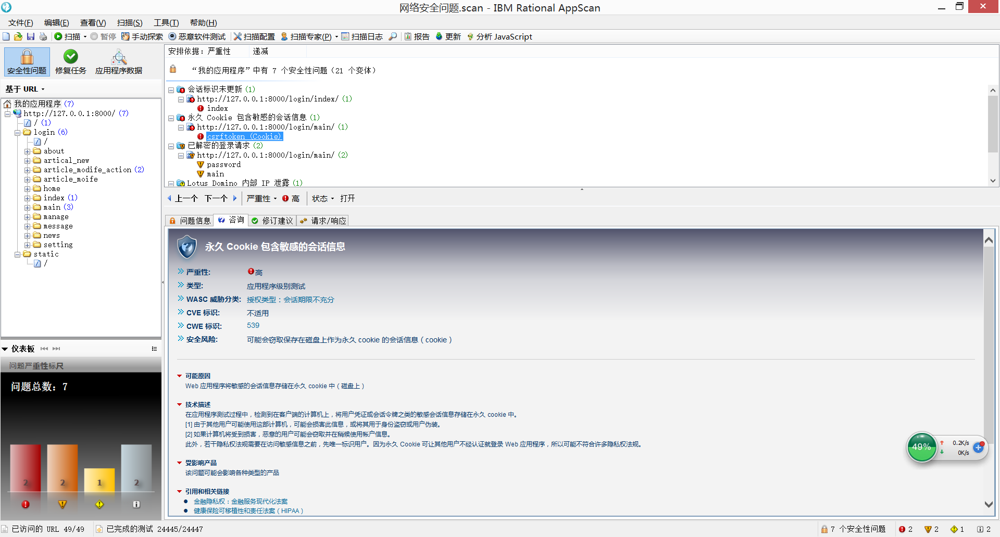 网络安全问题.scan - IBM Rational AppScan
文件(F) 编辑(E) 查看(V) 扫描(S) 工具(T) 帮助(H)
扫描 暂停 手动探索 恶意软件测试 扫描配置 扫描专家(P) 扫描日志 报告 更新 分析 JavaScript
安全性问题 修复任务 应用程序数据
基于 URL
我的应用程序 (7)
http://127.0.0.1:8000/ (7)
/ (1)
login (6)
/
about
artical_new
article_modife_action (2)
article_moife
home
index (1)
main (3)
manage
message
news
setting
static
/
仪表板
问题严重性标尺
问题总数：7
2 2 1 2
安排依据：严重性 递减
“我的应用程序”中有 7 个安全性问题（21 个变体）
会话标识未更新 (1)
http://127.0.0.1:8000/login/index/ (1)
index
永久 Cookie 包含敏感的会话信息 (1)
http://127.0.0.1:8000/login/main/ (1)
csrftoken (Cookie)
已解密的登录请求 (2)
http://127.0.0.1:8000/login/main/ (2)
password
main
Lotus Domino 内部 IP 泄露 (1)
上一个 下一个 严重性 高 状态 打开
问题信息 咨询 修订建议 请求/响应
永久 Cookie 包含敏感的会话信息
严重性: 高
类型: 应用程序级别测试
WASC 威胁分类: 授权类型：会话期限不充分
CVE 标识: 不适用
CWE 标识: 539
安全风险: 可能会窃取保存在磁盘上作为永久 cookie 的会话信息（cookie）
可能原因
Web 应用程序将敏感的会话信息存储在永久 cookie 中（磁盘上）
技术描述
在应用程序测试过程中，检测到在客户端的计算机上，将用户凭证或会话令牌之类的敏感会话信息存储在永久 cookie 中。
[1] 由于其他用户可能使用这部计算机，可能会损害此信息，或将其用于身份盗窃或用户伪装。
[2] 如果计算机将受到损害，恶意的用户可能会窃取并在稍候使用帐户信息。
此外，若干隐私权法规需要在访问敏感信息之前，先唯一标识用户。因为永久 Cookie 可让其他用户不经认证就登录 Web 应用程序，所以可能不符合许多隐私权法规。
受影响产品
该问题可能会影响各种类型的产品
引用和相关链接
金融隐私权：金融服务现代化法案
健康保险可移植性和责任法案（HIPAA）
49% 0.2K/s
0K/s
已访问的 URL 49/49 已完成的测试 24445/24447 7 个安全性问题 2 2 1 2